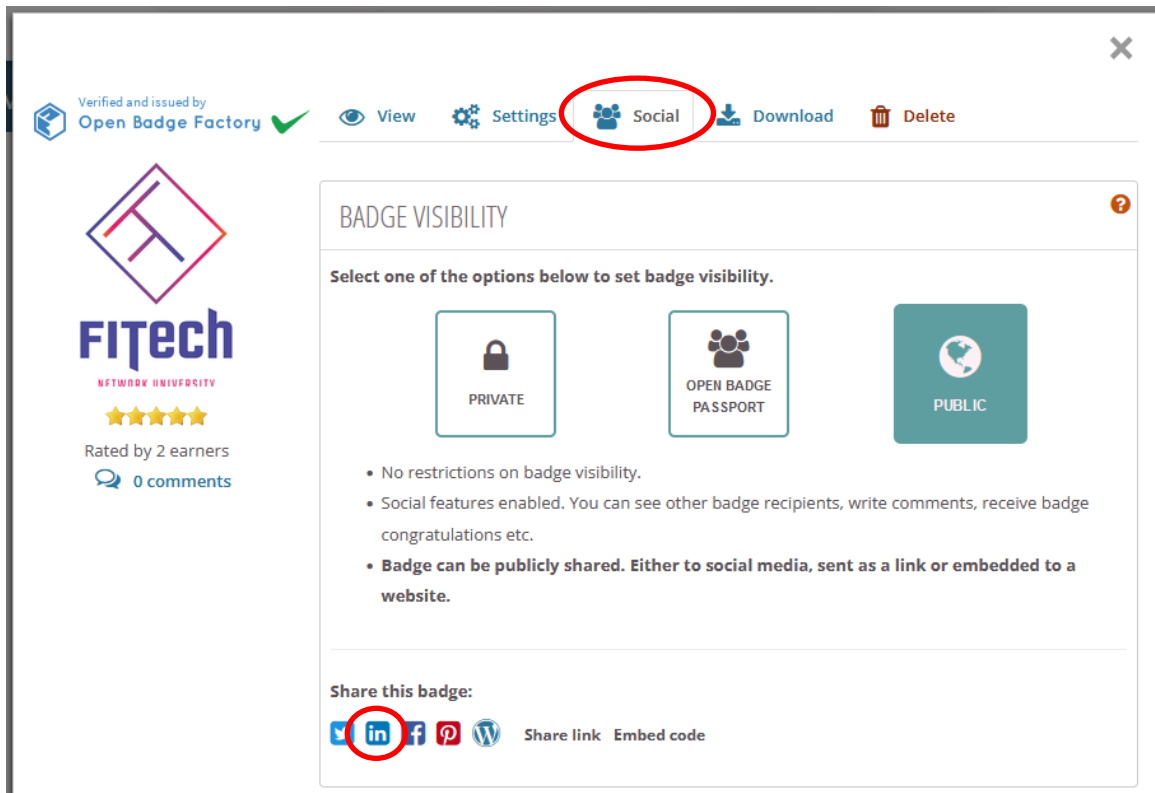 Verified and issued by
Open Badge Factory
View
Settings
Social
Download
Delete
FITech
NETWORK UNIVERSITY
Rated by 2 earners
0 comments
BADGE VISIBILITY
Select one of the options below to set badge visibility.
PRIVATE
OPEN BADGE
PASSPORT
PUBLIC
• No restrictions on badge visibility.
• Social features enabled. You can see other badge recipients, write comments, receive badge
congratulations etc.
• Badge can be publicly shared. Either to social media, sent as a link or embedded to a
website.
Share this badge:
in
Share link Embed code